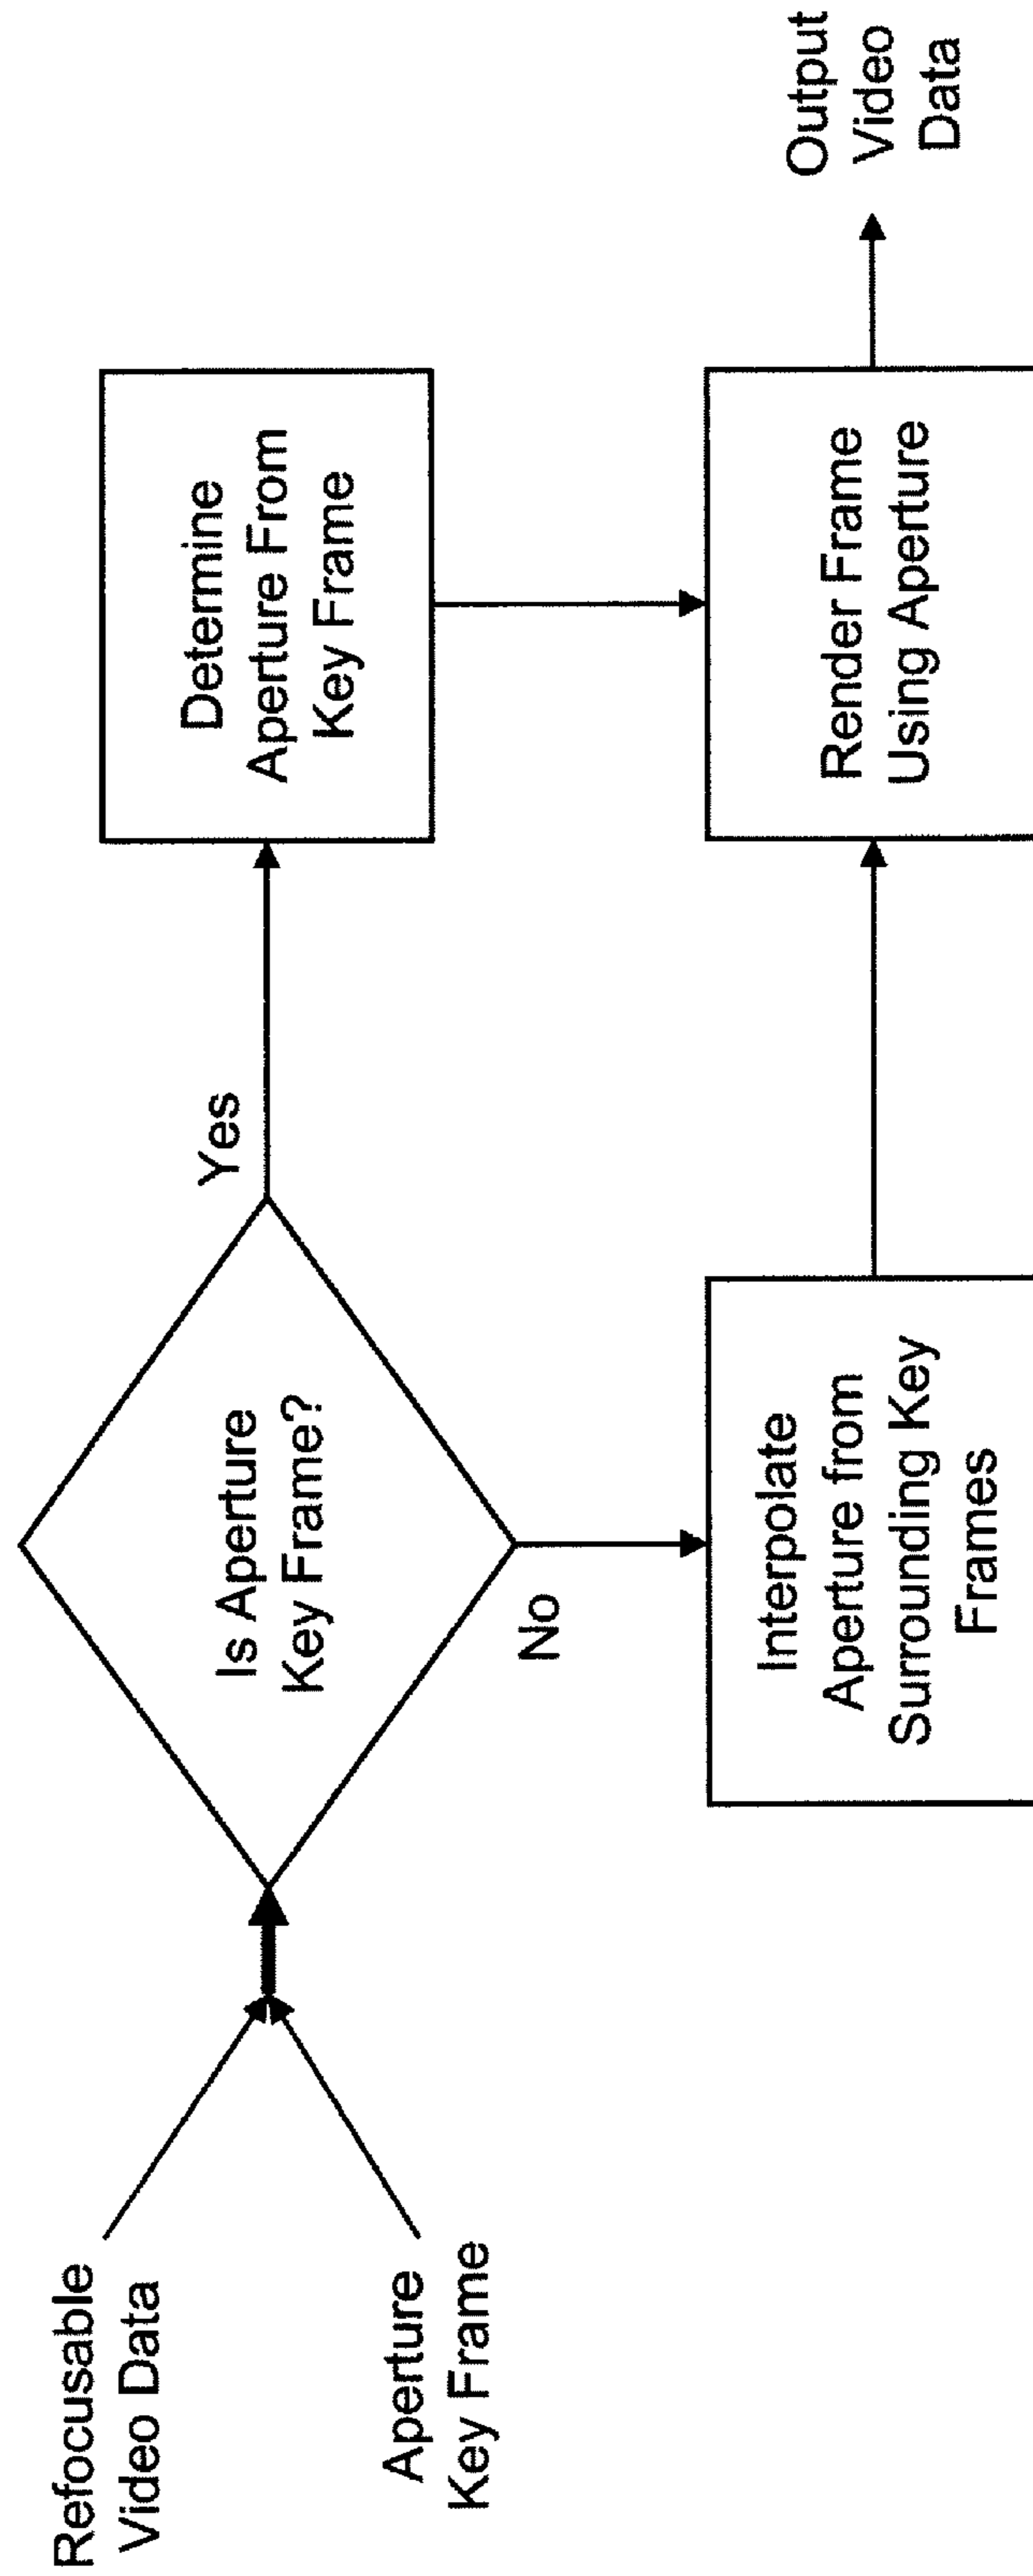 Refocusable
Video Data
Aperture
Key Frame
Is Aperture
Key Frame?
Yes
No
Determine
Aperture From
Key Frame
Interpolate
Aperture from
Surrounding Key
Frames
Render Frame
Using Aperture
Output
Video
Data